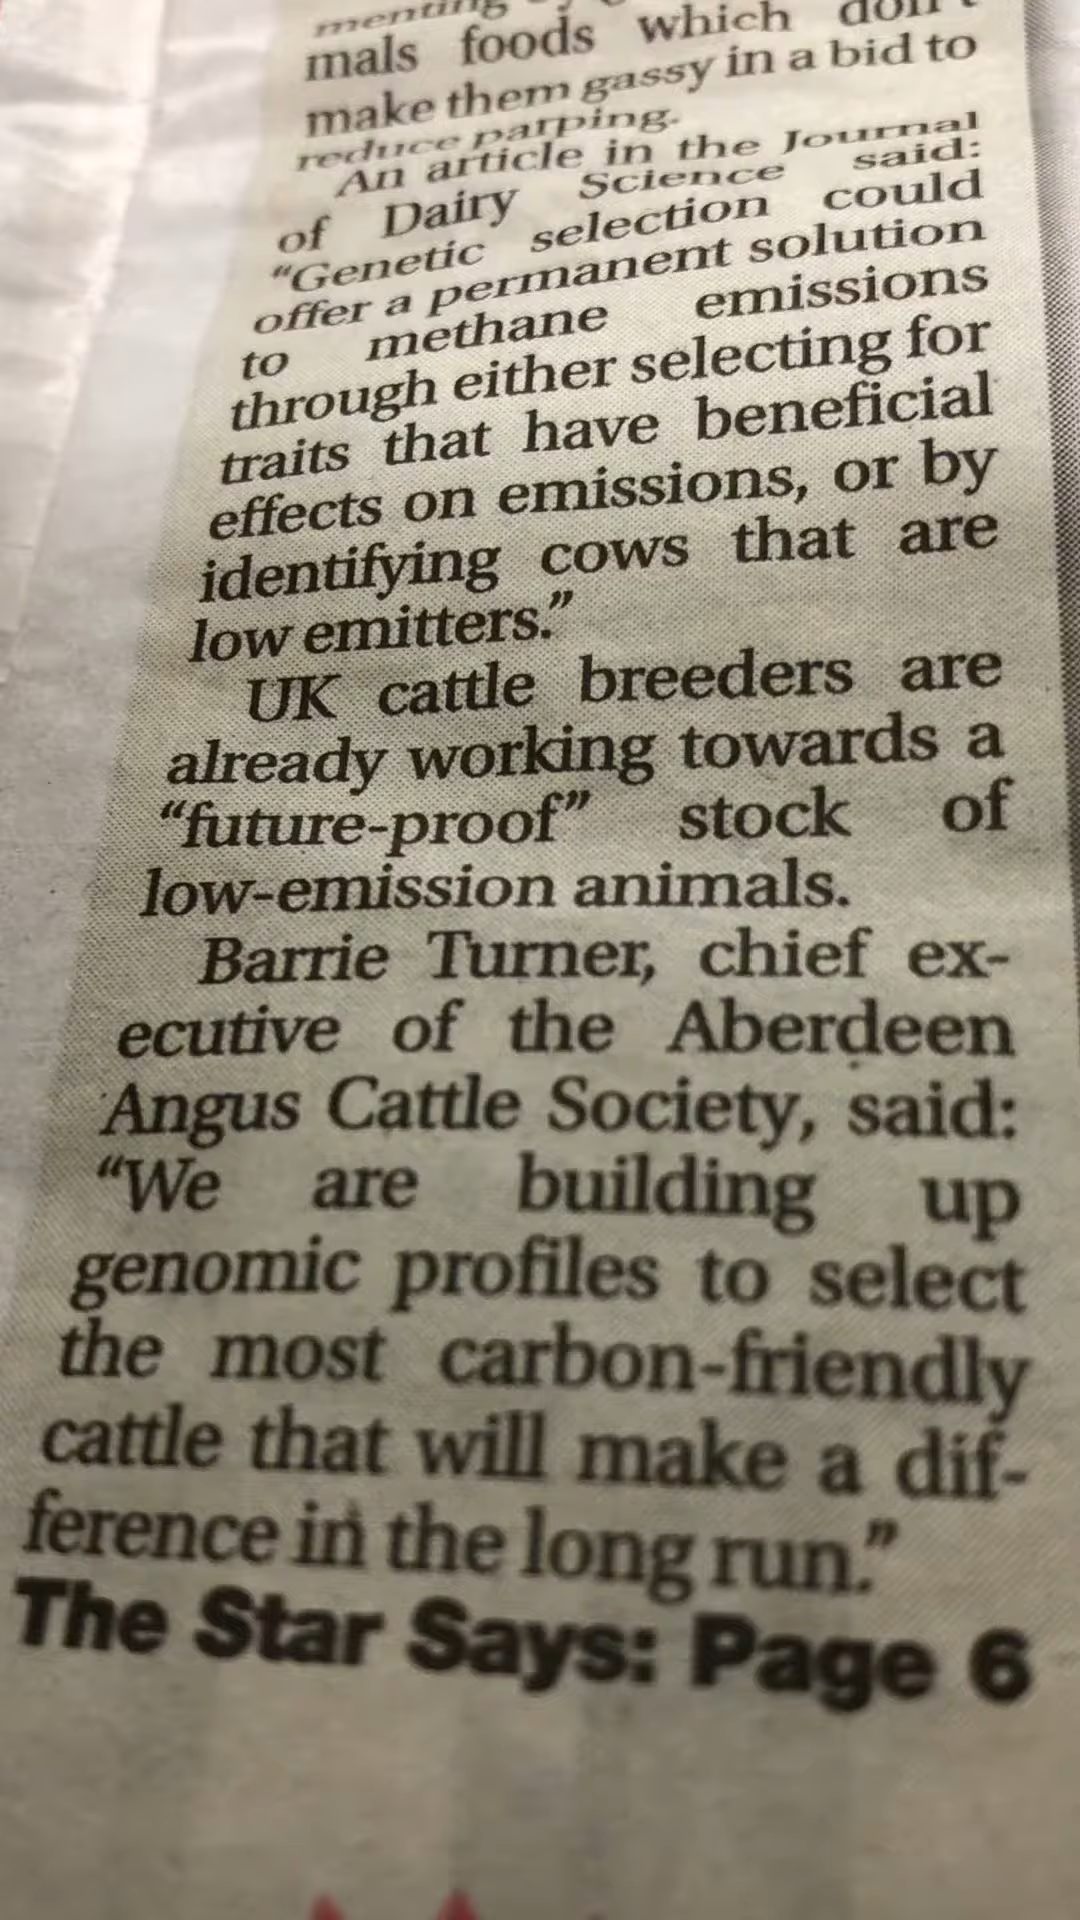 mals foods which don't
make them gassy in a bid to
reduce parping.
An article in the Journal
of Dairy Science said:
“Genetic selection could
offer a permanent solution
to methane emissions
through either selecting for
traits that have beneficial
effects on emissions, or by
identifying cows that are
low emitters.”
UK cattle breeders are
already working towards a
“future-proof” stock of
low-emission animals.
Barrie Turner, chief ex-
ecutive of the Aberdeen
Angus Cattle Society, said:
“We are building up
genomic profiles to select
the most carbon-friendly
cattle that will make a dif-
ference in the long run.”
The Star Says: Page 6